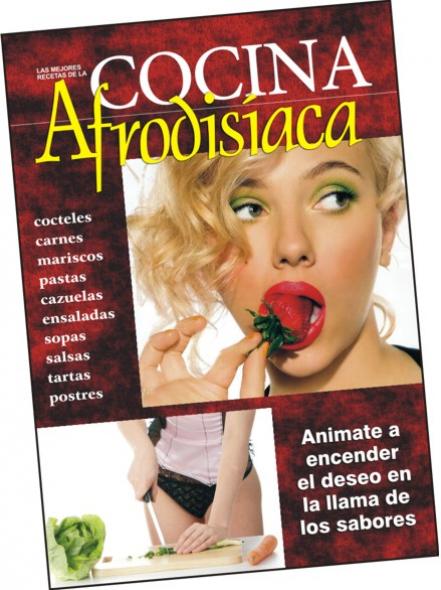 LAS MEJORES
RECETAS DE LA
COCINA
Afrodisíaca
cocteles
carnes
mariscos
pastas
cazuelas
ensaladas
sopas
salsas
tartas
postres
Animate a
encender
el deseo en
la llama de
los sabores